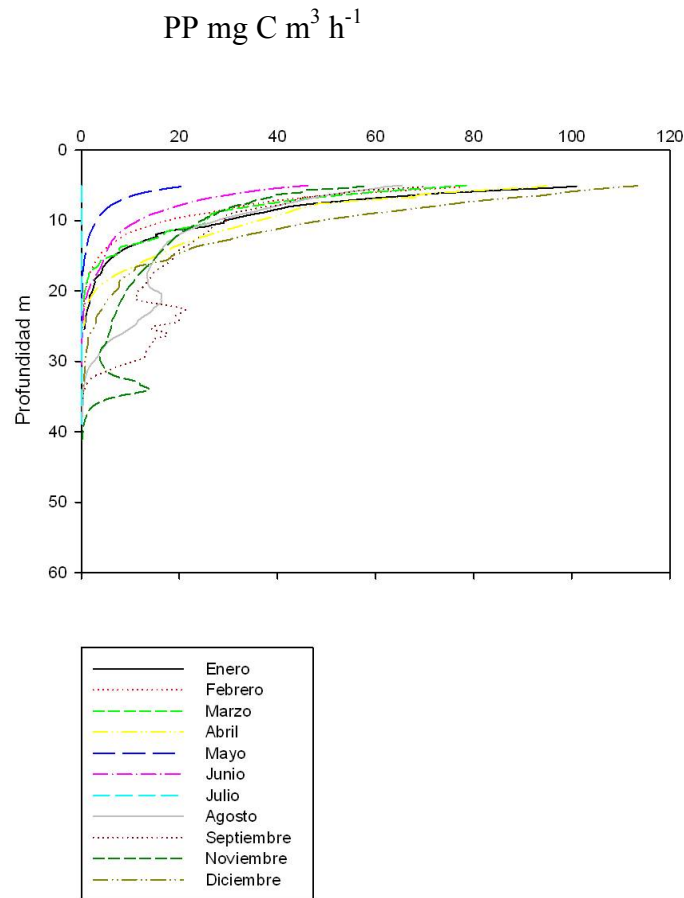 PP mg C m³ h⁻¹
0 20 40 60 80 100 120
0
10
20
30
40
50
60
Profundidad m
Enero
Febrero
Marzo
Abril
Mayo
Junio
Julio
Agosto
Septiembre
Noviembre
Diciembre